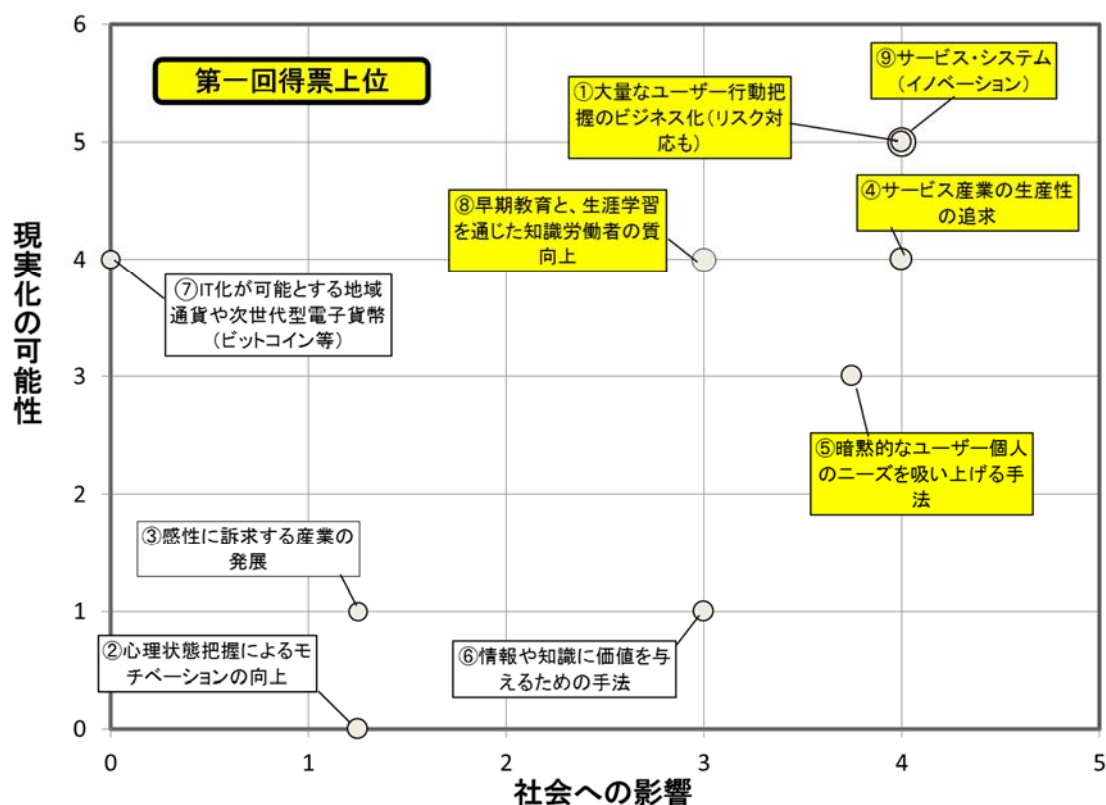 第一回得票上位
⑨サービス・システム
(イノベーション)
①大量なユーザー行動把
握のビジネス化(リスク対
応も)
⑧早期教育と、生涯学習
を通じた知識労働者の質
向上
④サービス産業の生産性
の追求
⑦IT化が可能とする地域
通貨や次世代型電子貨幣
(ビットコイン等)
⑤暗黙的なユーザー個人
のニーズを吸い上げる手
法
③感性に訴求する産業の
発展
②心理状態把握によるモ
チベーションの向上
⑥情報や知識に価値を与
えるための手法
現実化の可能性
6
5
4
3
2
1
0
0 1 2 3 4 5
社会への影響